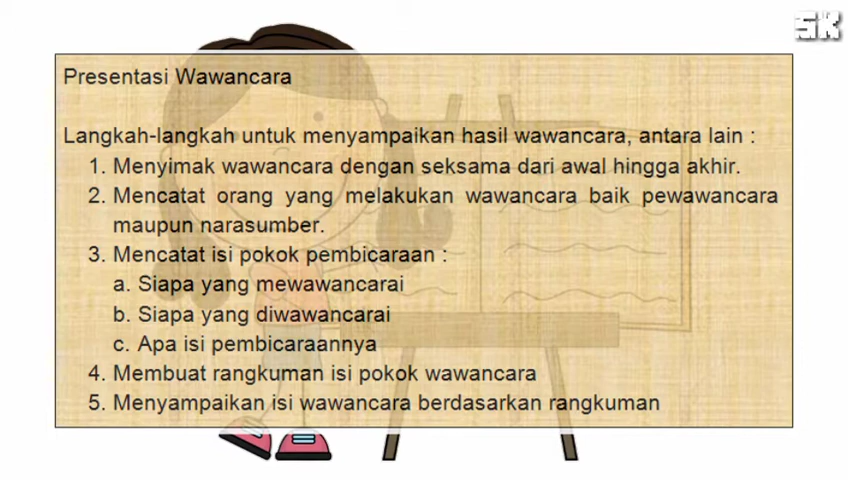 SK
Presentasi Wawancara
Langkah-langkah untuk menyampaikan hasil wawancara, antara lain :
1. Menyimak wawancara dengan seksama dari awal hingga akhir.
2. Mencatat orang yang melakukan wawancara baik pewawancara
maupun narasumber.
3. Mencatat isi pokok pembicaraan :
a. Siapa yang mewawancarai
b. Siapa yang diwawancarai
c. Apa isi pembicaraannya
4. Membuat rangkuman isi pokok wawancara
5. Menyampaikan isi wawancara berdasarkan rangkuman